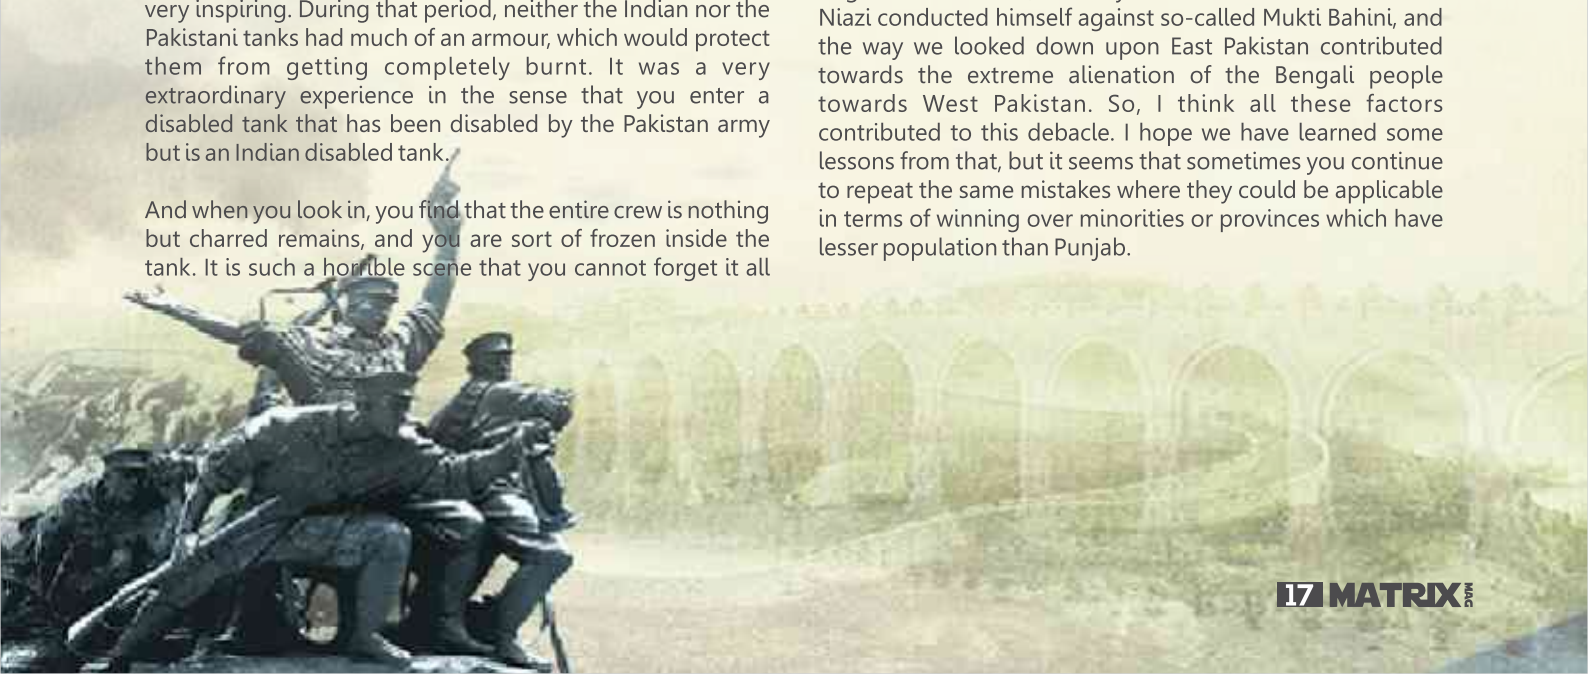 very inspiring. During that period, neither the Indian nor the
Pakistani tanks had much of an armour, which would protect
them from getting completely burnt. It was a very
extraordinary experience in the sense that you enter a
disabled tank that has been disabled by the Pakistan army
but is an Indian disabled tank.
And when you look in, you find that the entire crew is nothing
but charred remains, and you are sort of frozen inside the
tank. It is such a horrible scene that you cannot forget it all
Niazi conducted himself against so-called Mukti Bahini, and
the way we looked down upon East Pakistan contributed
towards the extreme alienation of the Bengali people
towards West Pakistan. So, I think all these factors
contributed to this debacle. I hope we have learned some
lessons from that, but it seems that sometimes you continue
to repeat the same mistakes where they could be applicable
in terms of winning over minorities or provinces which have
lesser population than Punjab.
17 MATRIX MAG